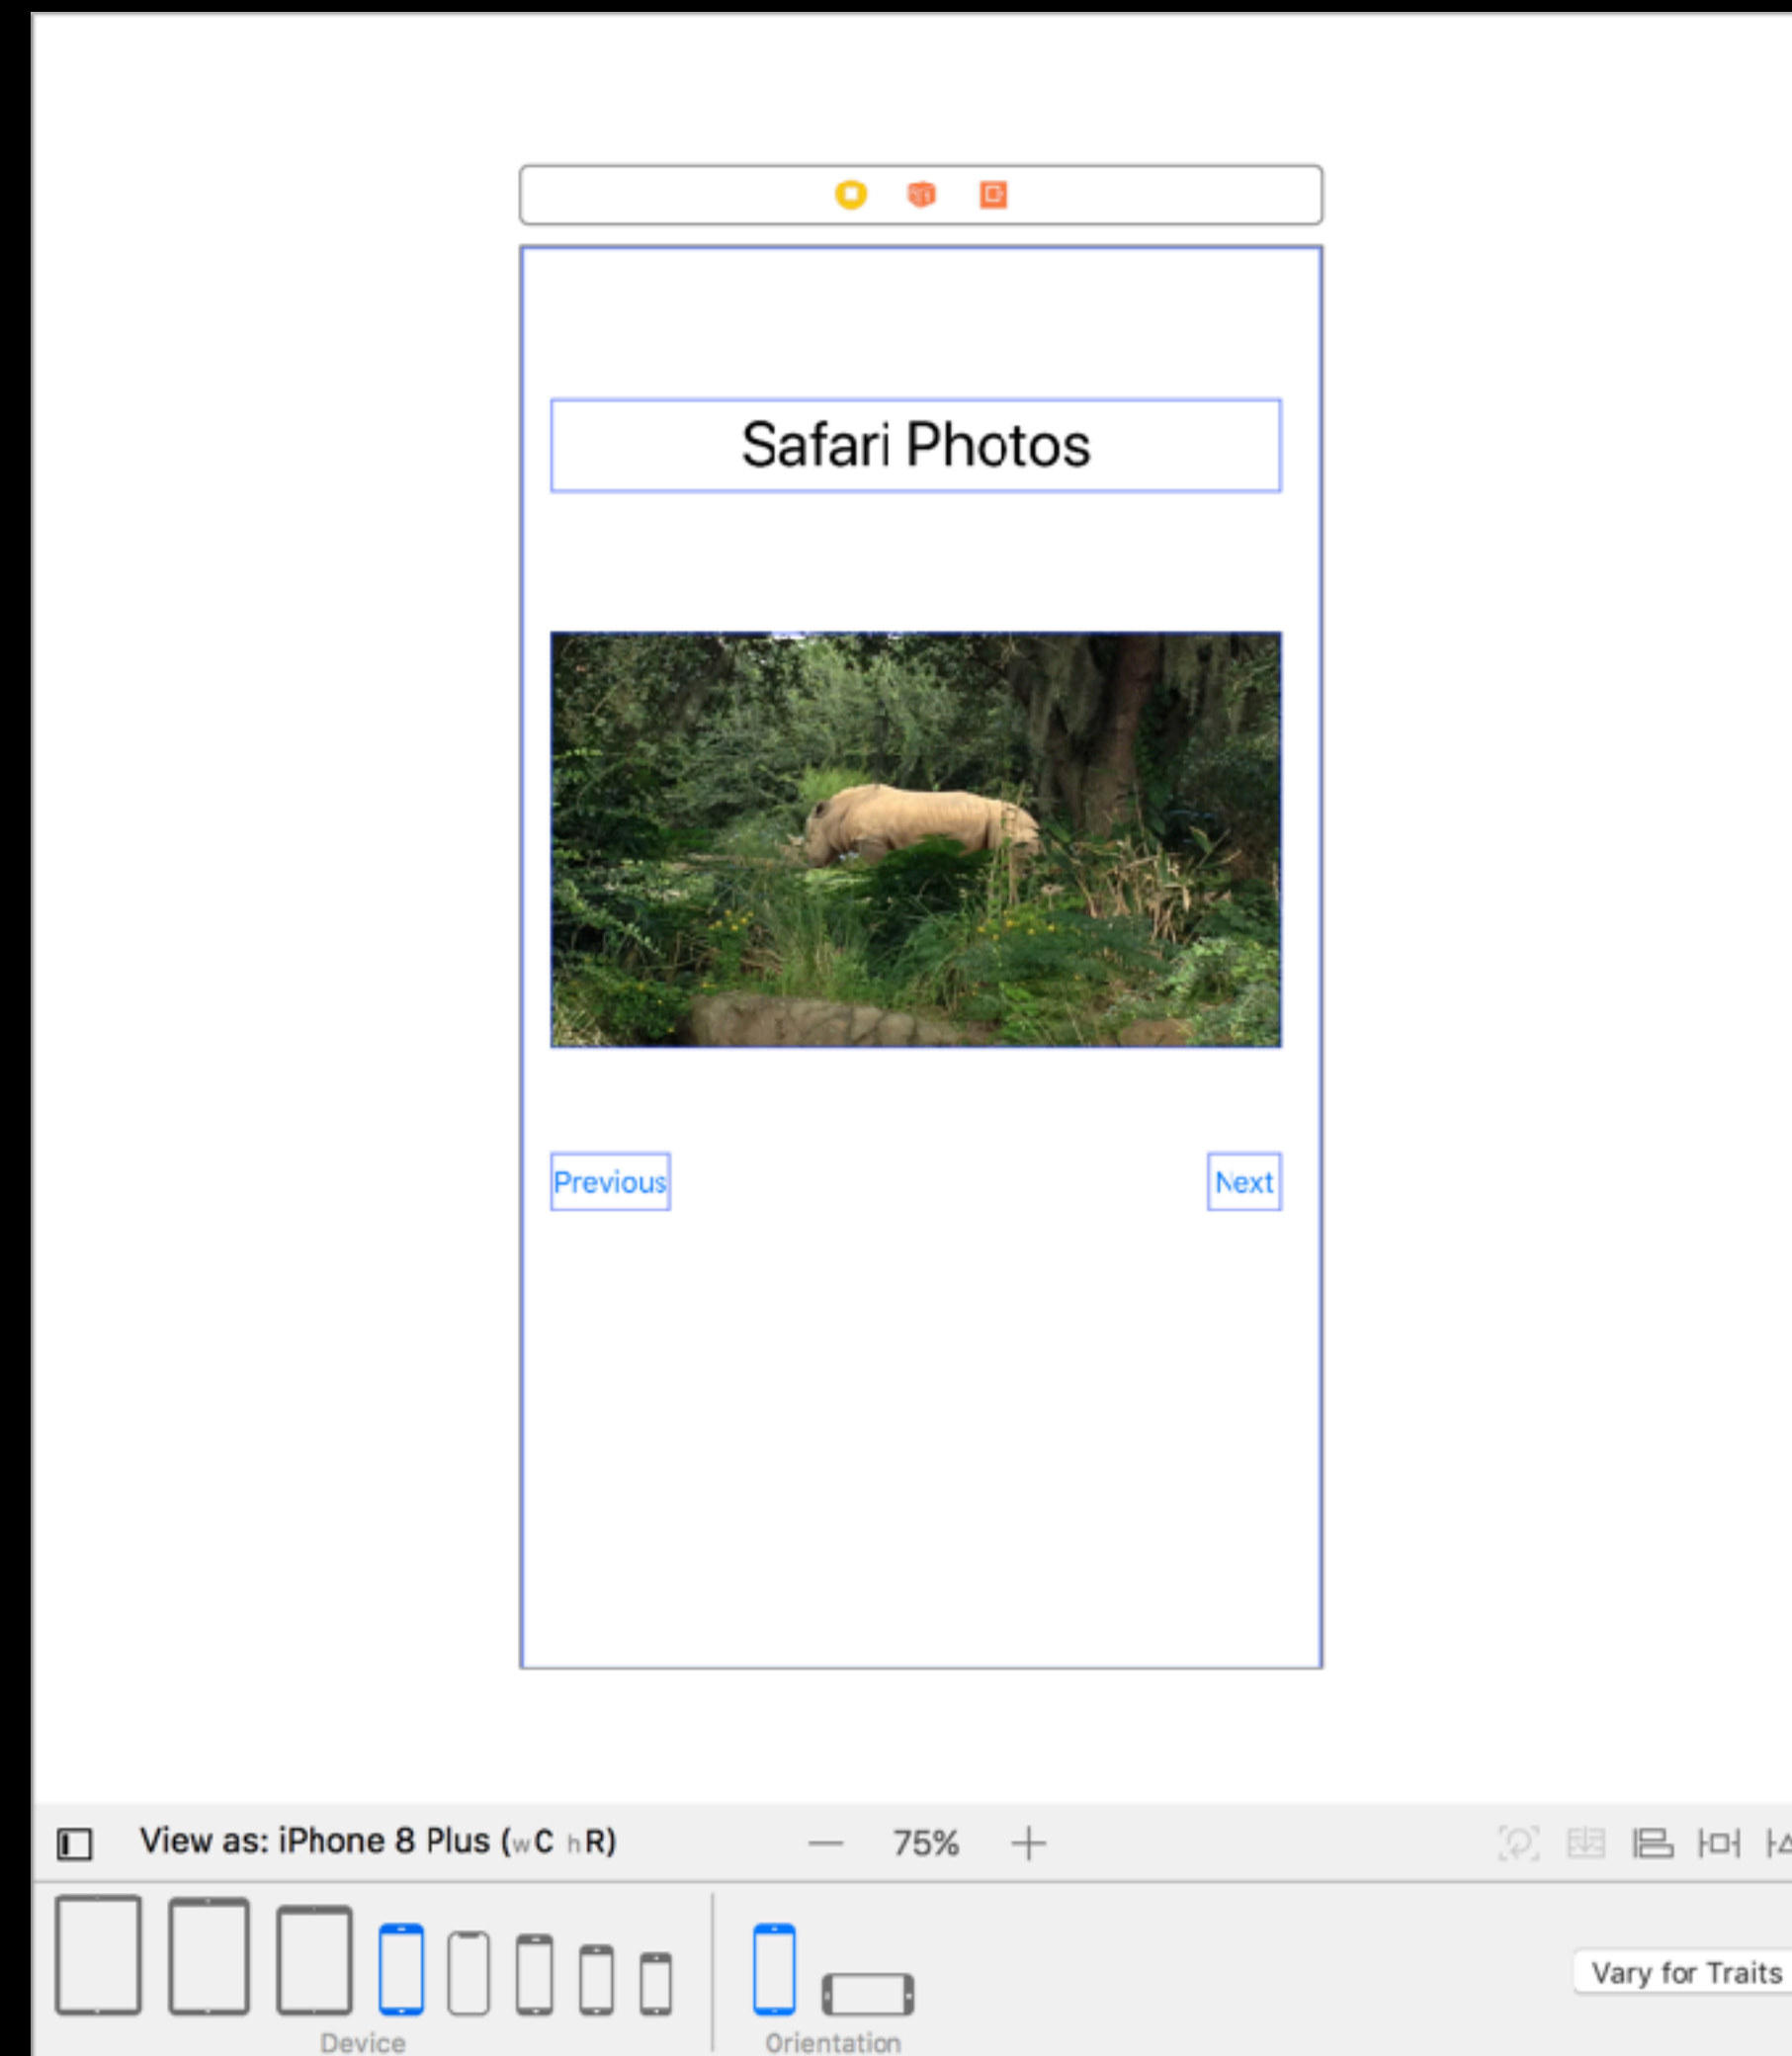 Safari Photos
Previous
Next
View as: iPhone 8 Plus (wC hR)
75%
Vary for Traits
Device
Orientation